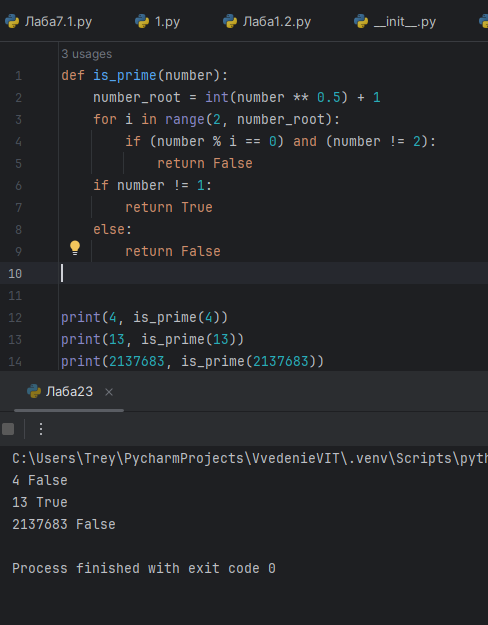 Лаба7.1.py 1.py Лаба1.2.py __init__.py
3 usages
1 def is_prime(number):
2 number_root = int(number ** 0.5) + 1
3 for i in range(2, number_root):
4 if (number % i == 0) and (number != 2):
5 return False
6 if number != 1:
7 return True
8 else:
9 return False
10
11
12 print(4, is_prime(4))
13 print(13, is_prime(13))
14 print(2137683, is_prime(2137683))
Лаба23
C:\Users\Trey\PycharmProjects\VvedenieVIT\.venv\Scripts\pyth
4 False
13 True
2137683 False
Process finished with exit code 0